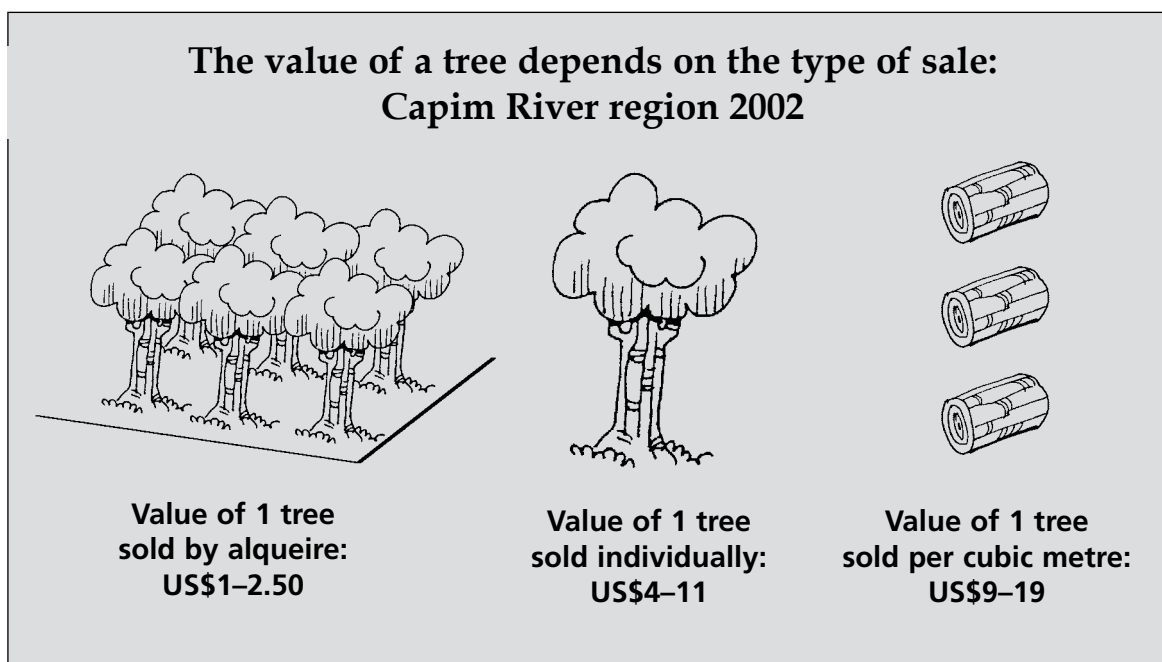 The value of a tree depends on the type of sale:
Capim River region 2002
Value of 1 tree
sold by alqueire:
US$1–2.50
Value of 1 tree
sold individually:
US$4–11
Value of 1 tree
sold per cubic metre:
US$9–19